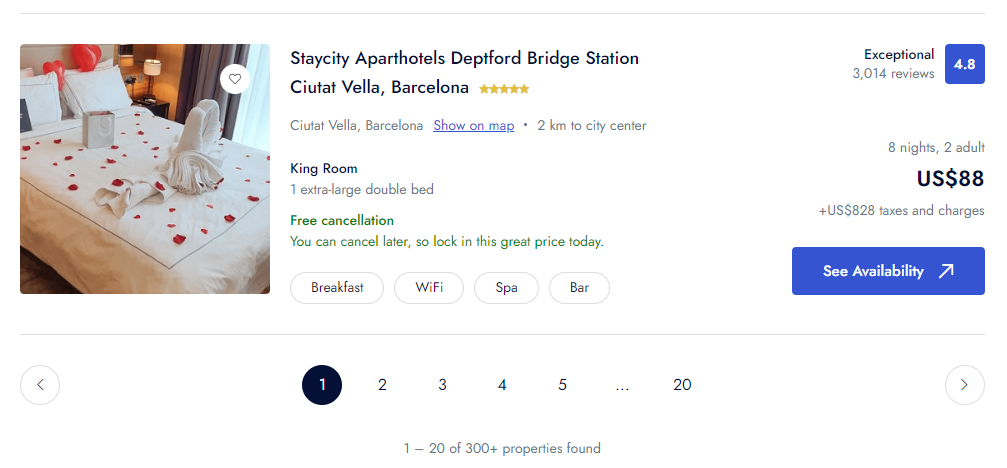 Staycity Aparthotels Deptford Bridge Station
Ciutat Vella, Barcelona
Ciutat Vella, Barcelona Show on map • 2 km to city center
King Room
1 extra-large double bed
Free cancellation
You can cancel later, so lock in this great price today.
Breakfast WiFi Spa Bar
Exceptional
3,014 reviews
4.8
8 nights, 2 adult
US$88
+US$828 taxes and charges
See Availability
1 2 3 4 5 ... 20
1 – 20 of 300+ properties found